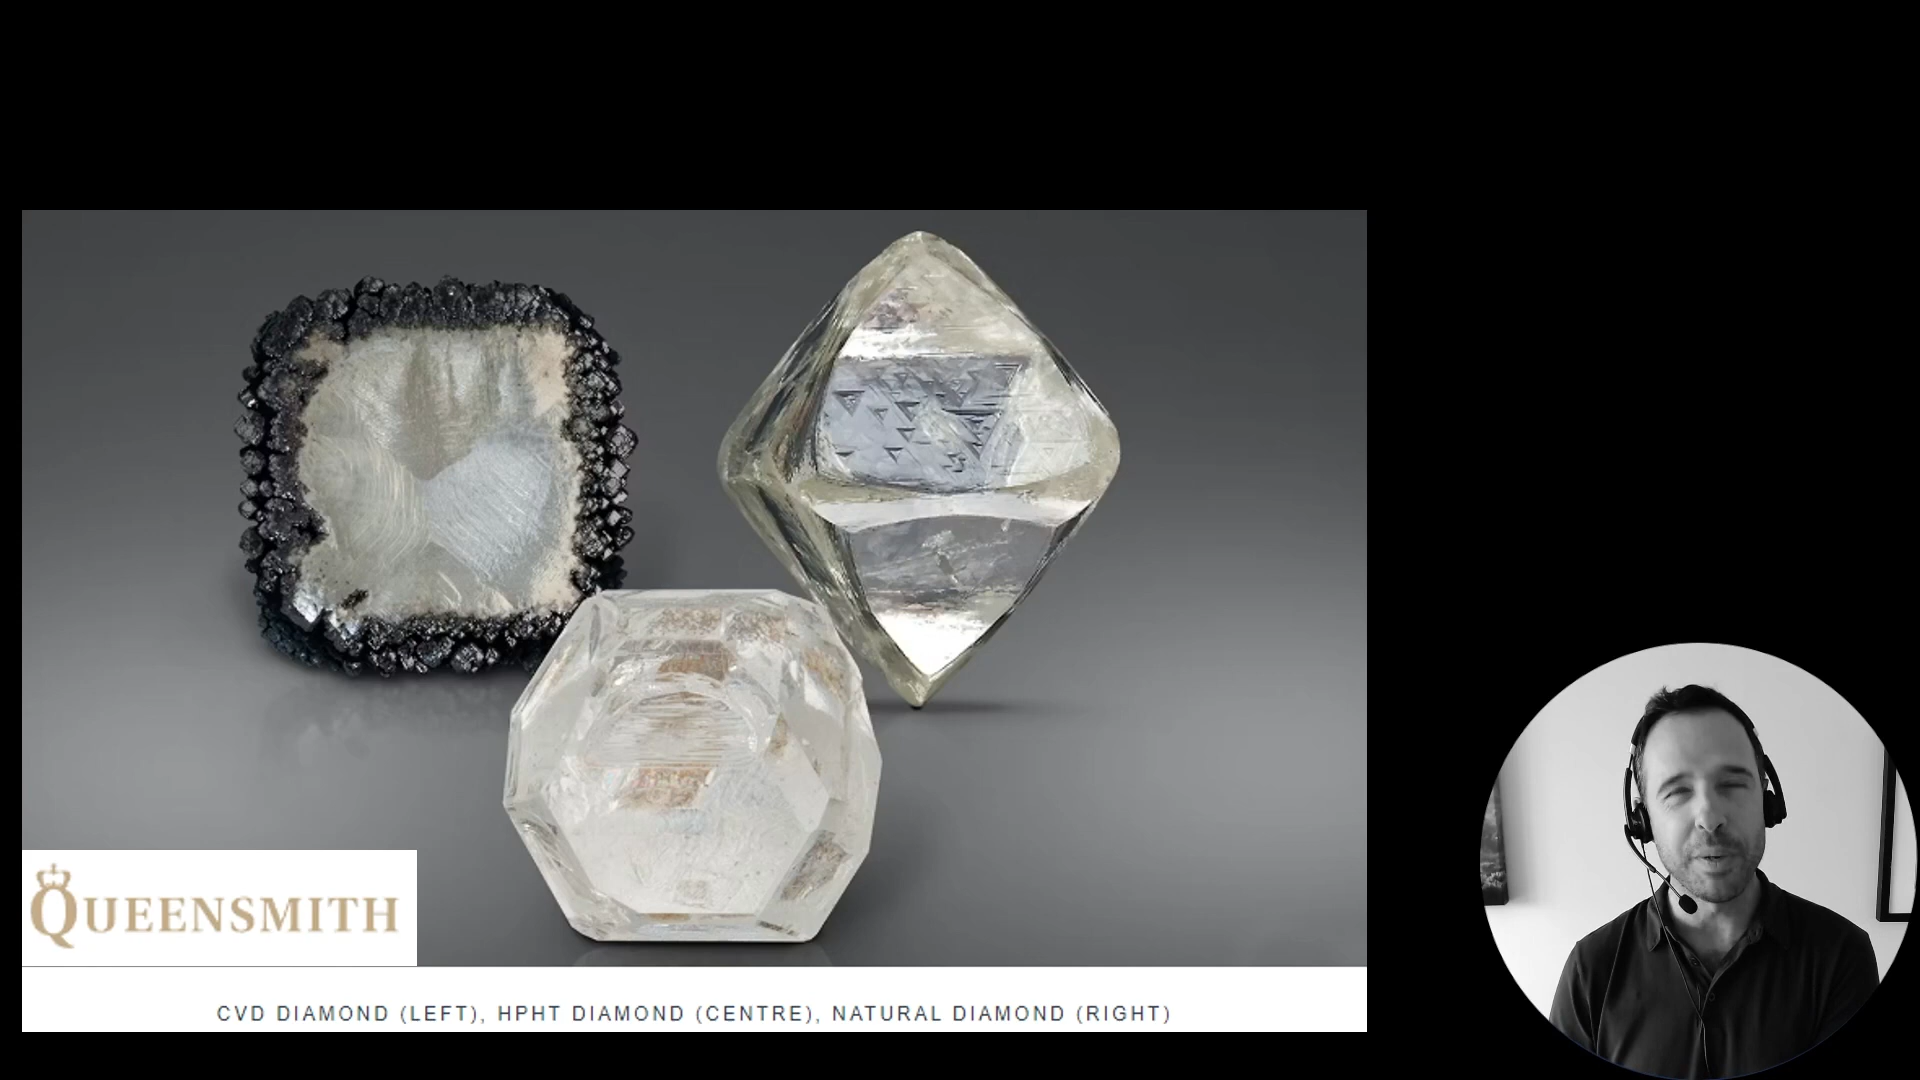 QUEENSMITH
CVD DIAMOND (LEFT), HPHT DIAMOND (CENTRE), NATURAL DIAMOND (RIGHT)